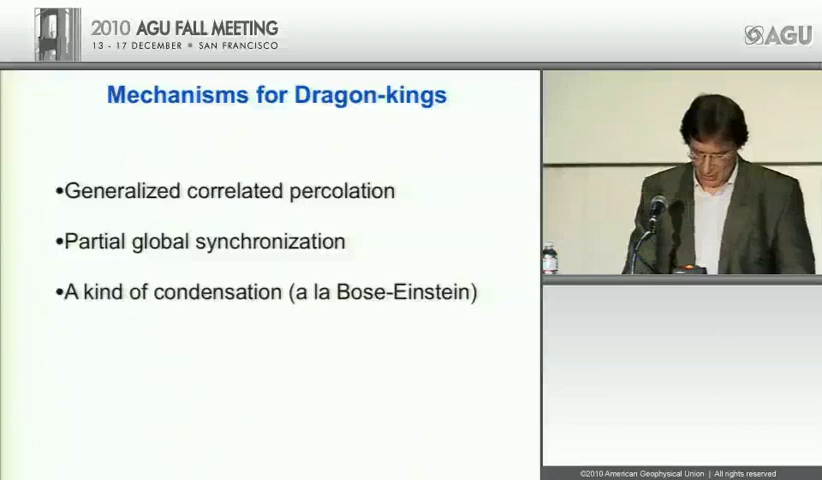 2010 AGU FALL MEETING
13 - 17 DECEMBER • SAN FRANCISCO
AGU
Mechanisms for Dragon-kings
•Generalized correlated percolation
•Partial global synchronization
•A kind of condensation (a la Bose-Einstein)
©2010 American Geophysical Union | All rights reserved